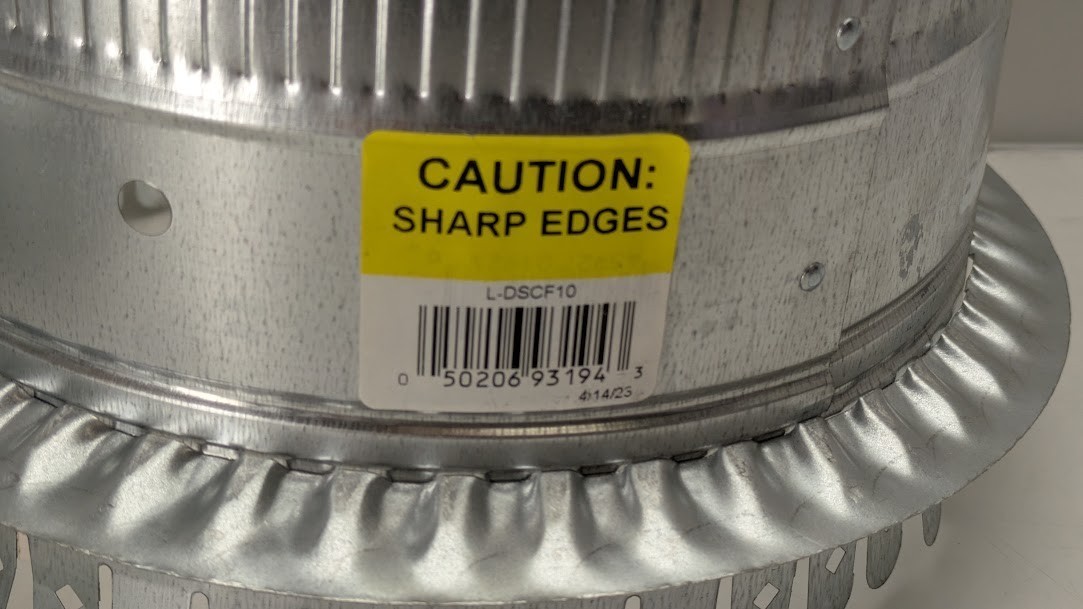 CAUTION:
SHARP EDGES
L-DSCF10
0 50206 93194 3
4/14/23